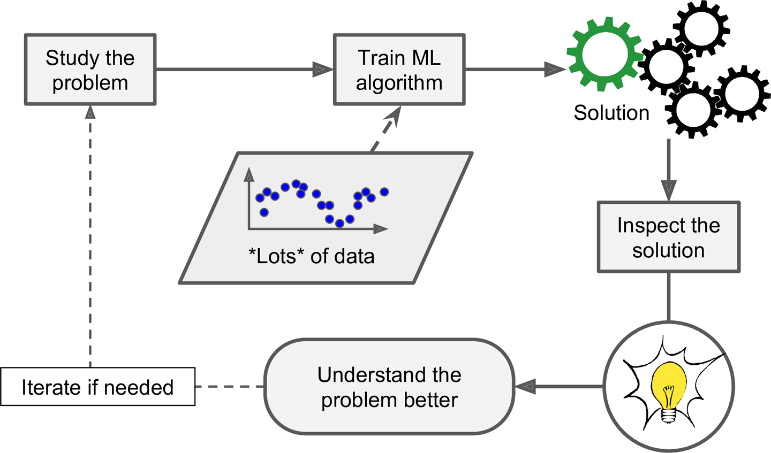 Study the
problem
Train ML
algorithm
Solution
*Lots* of data
Inspect the
solution
Understand the
problem better
Iterate if needed